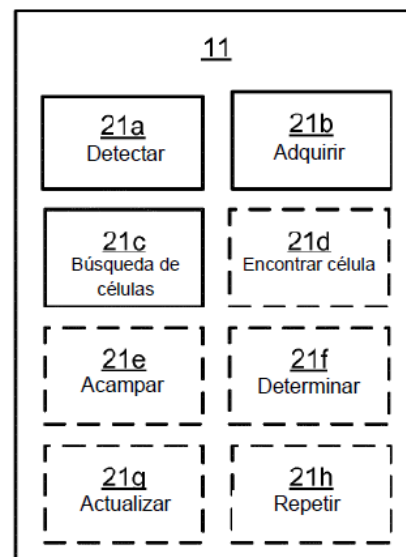 11
21a
Detectar
21b
Adquirir
21c
Búsqueda de
células
21d
Encontrar célula
21e
Acampar
21f
Determinar
21g
Actualizar
21h
Repetir